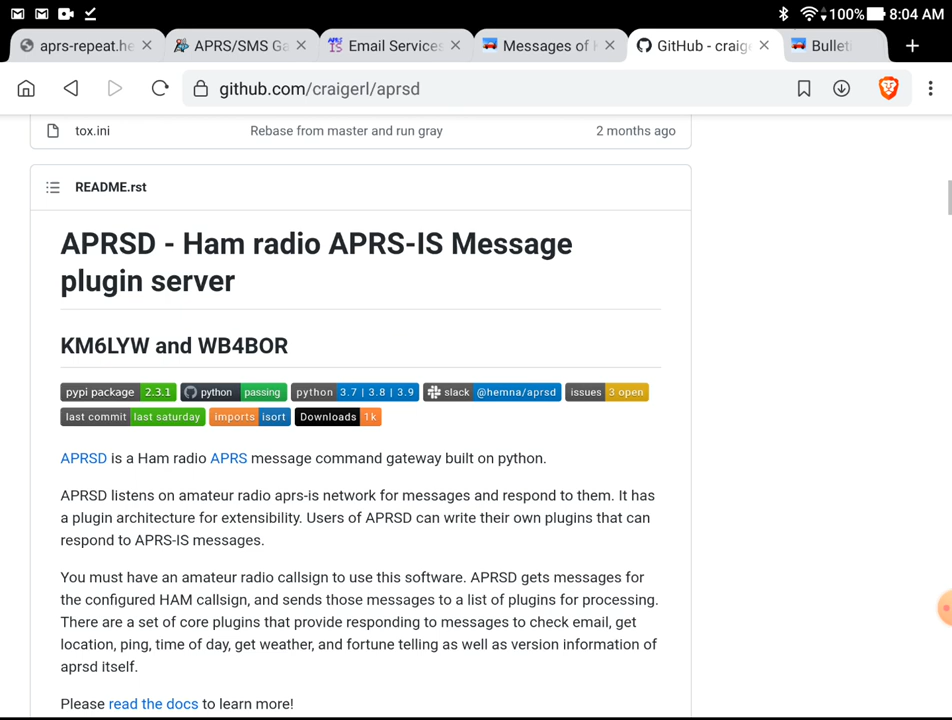 100% 8:04 AM
aprs-repeat.he
APRS/SMS Ga
Email Services
Messages of
GitHub - craige
Bulleti
github.com/craigerl/aprsd
tox.ini Rebase from master and run gray 2 months ago
README.rst
APRSD - Ham radio APRS-IS Message
plugin server
KM6LYW and WB4BOR
pypi package 2.3.1 python passing python 3.7 | 3.8 | 3.9 slack @hemna/aprsd issues 3 open
last commit last saturday imports isort Downloads 1k
APRSD is a Ham radio APRS message command gateway built on python.
APRSD listens on amateur radio aprs-is network for messages and respond to them. It has
a plugin architecture for extensibility. Users of APRSD can write their own plugins that can
respond to APRS-IS messages.
You must have an amateur radio callsign to use this software. APRSD gets messages for
the configured HAM callsign, and sends those messages to a list of plugins for processing.
There are a set of core plugins that provide responding to messages to check email, get
location, ping, time of day, get weather, and fortune telling as well as version information of
aprsd itself.
Please read the docs to learn more!